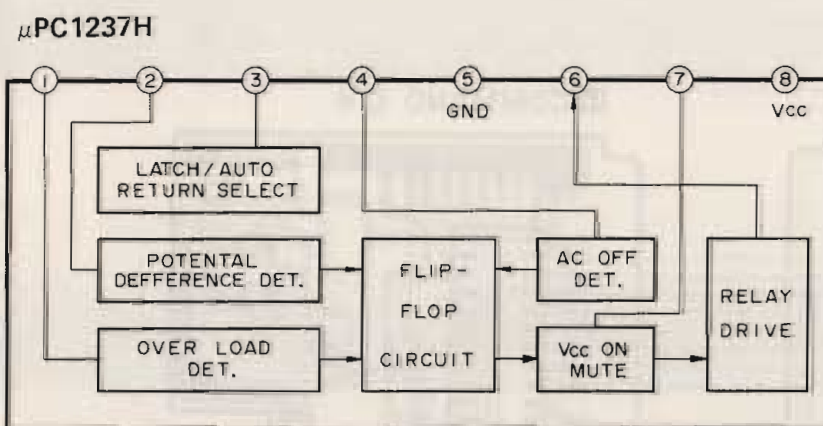 μPC1237H
1 2 3 4 5 6 7 8
GND
Vcc
LATCH/AUTO
RETURN SELECT
POTENTAL
DEFFERENCE DET.
FLIP-
FLOP
CIRCUIT
AC OFF
DET.
RELAY
DRIVE
OVER LOAD
DET.
Vcc ON
MUTE